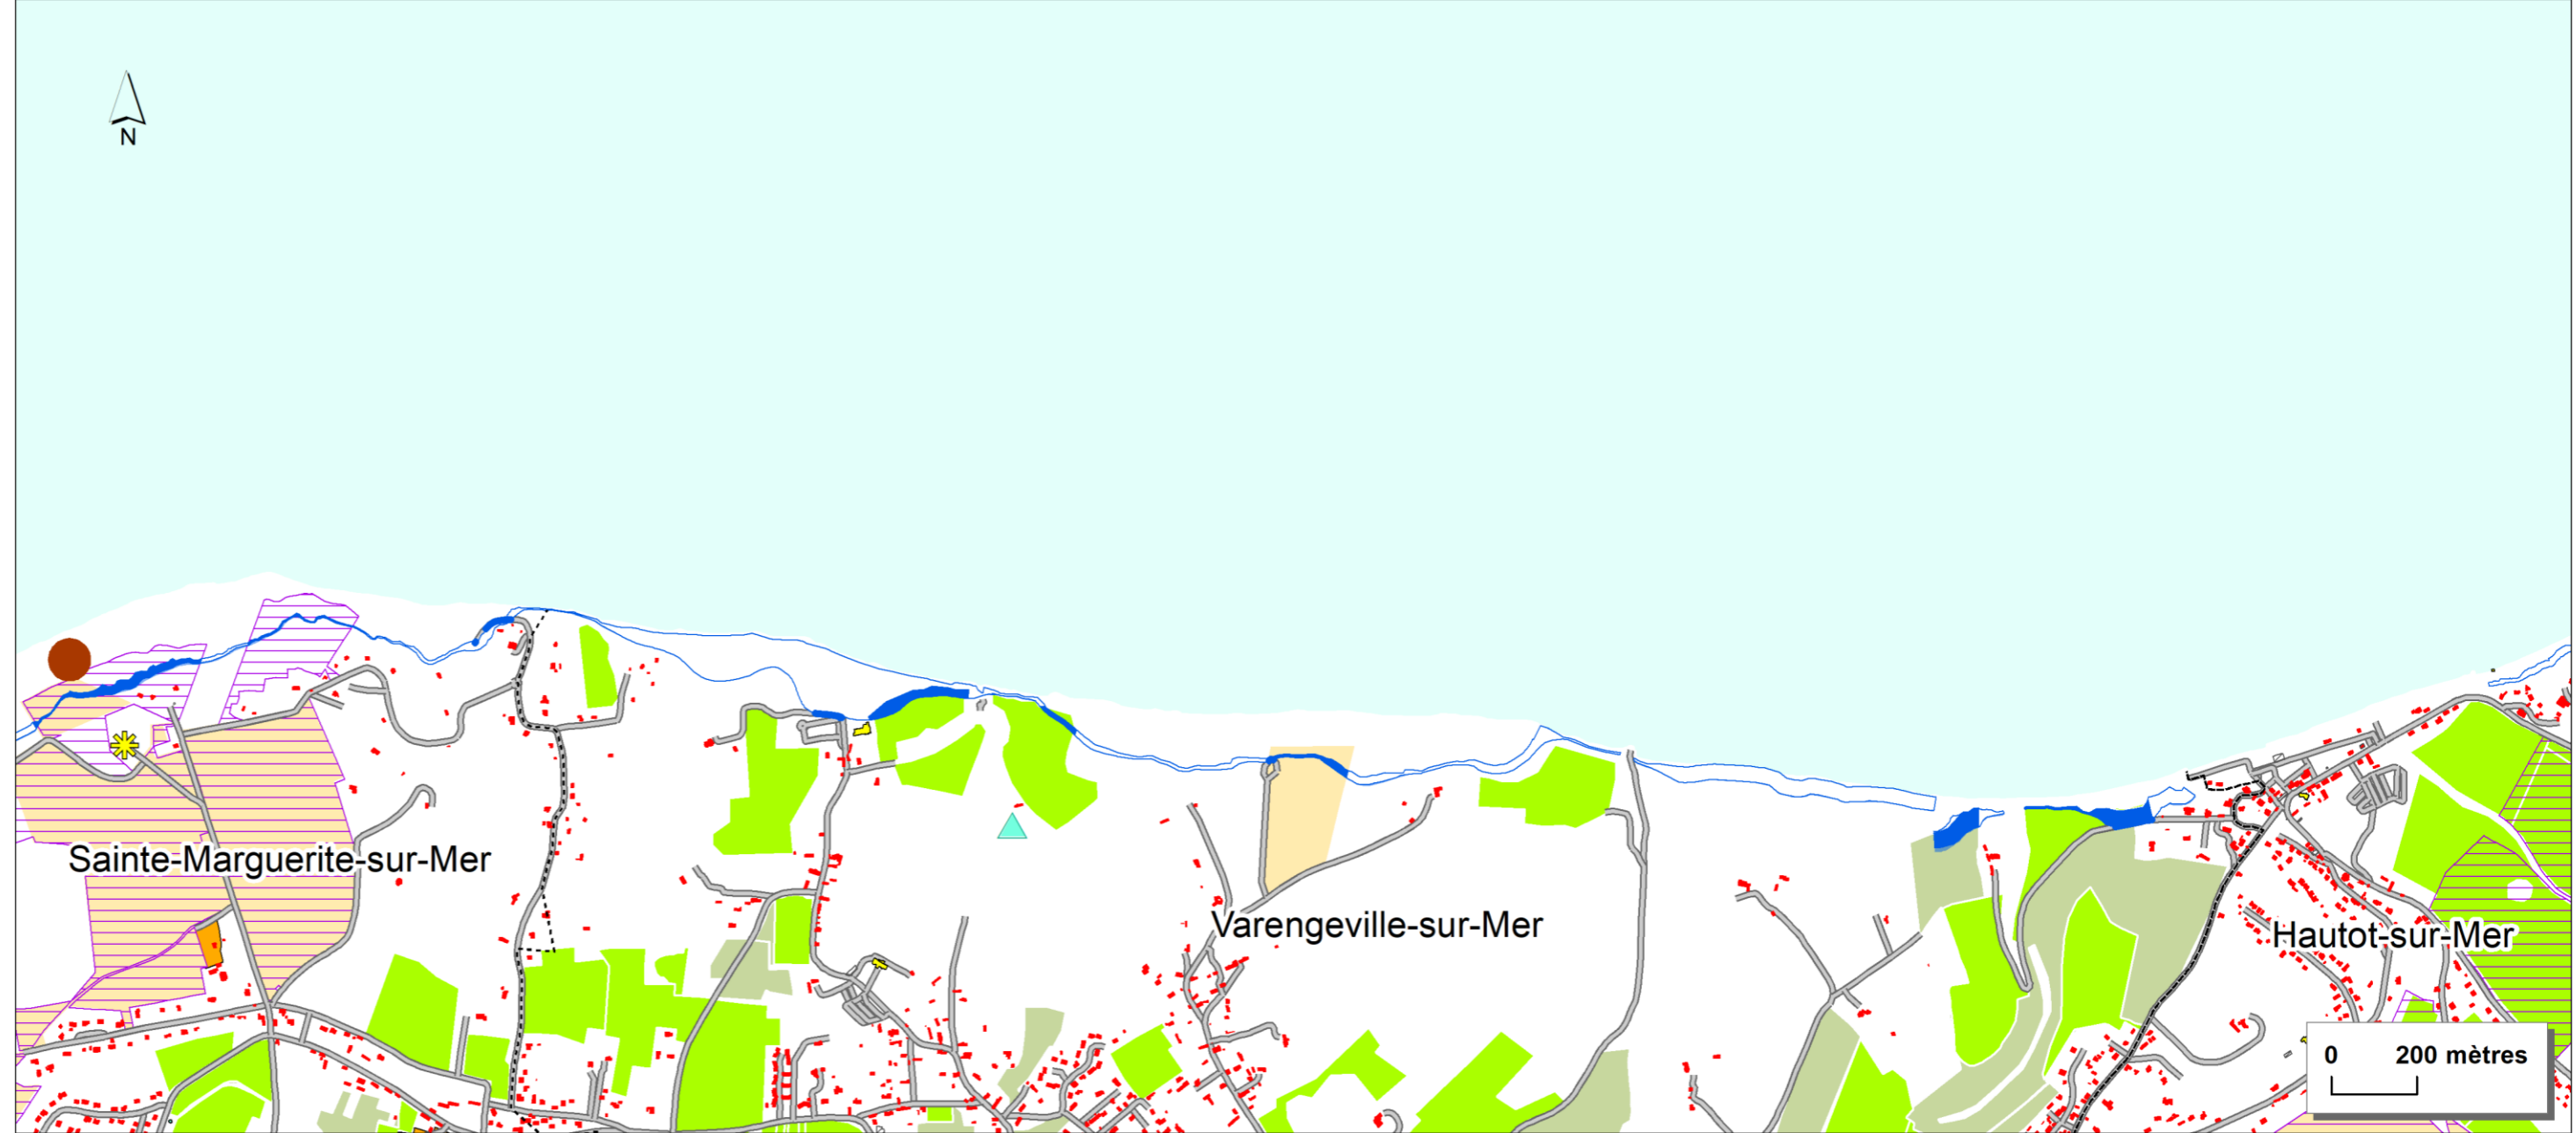 N
Sainte-Marguerite-sur-Mer
Varengeville-sur-Mer
Hautot-sur-Mer
0 200 mètres